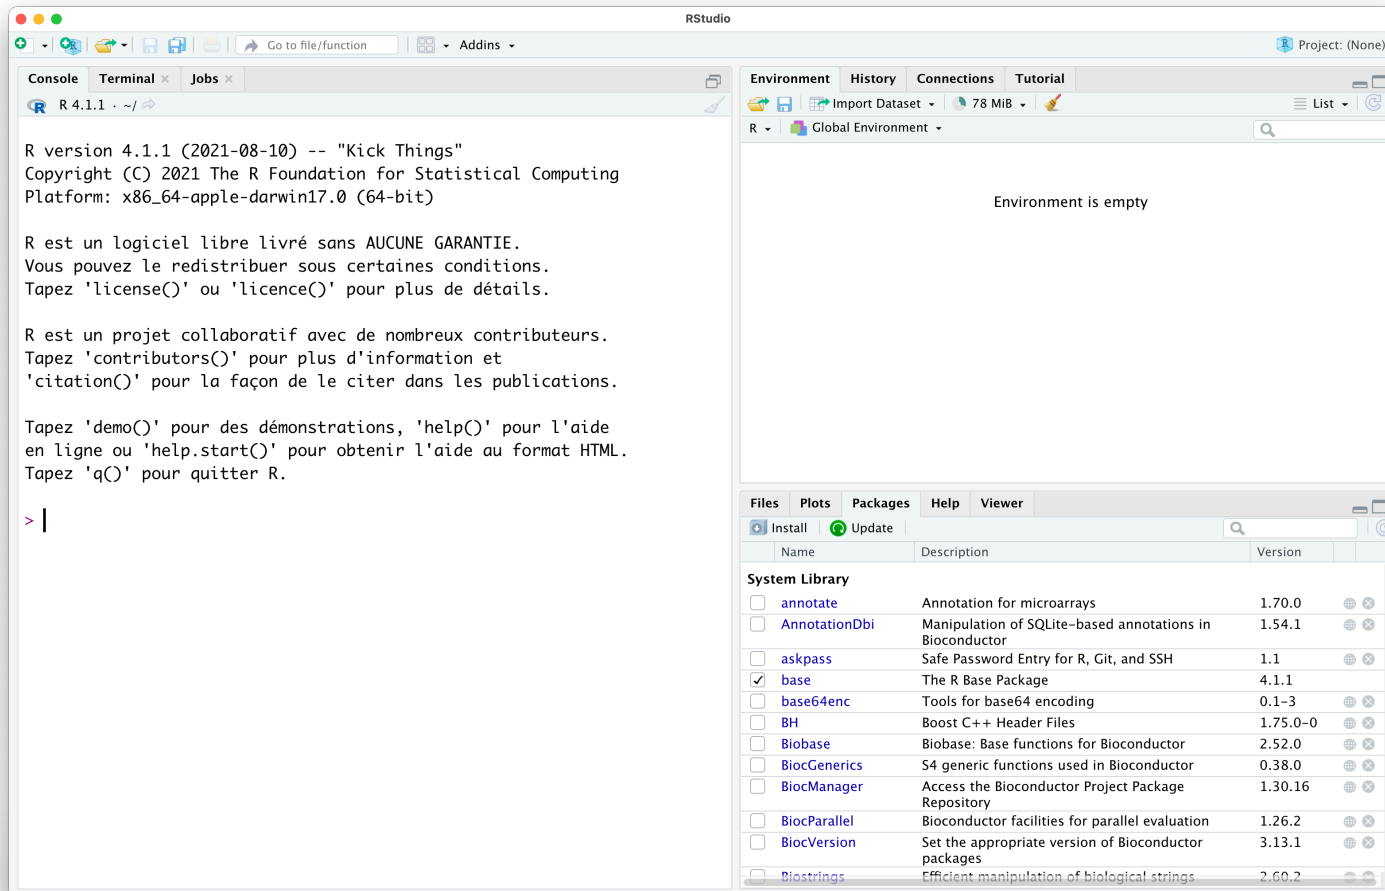 RStudio
Go to file/function
Addins
Project: (None)
Console
Terminal
Jobs
R 4.1.1 · ~/
R version 4.1.1 (2021-08-10) -- "Kick Things"
Copyright (C) 2021 The R Foundation for Statistical Computing
Platform: x86_64-apple-darwin17.0 (64-bit)
R est un logiciel libre livré sans AUCUNE GARANTIE.
Vous pouvez le redistribuer sous certaines conditions.
Tapez 'license()' ou 'licence()' pour plus de détails.
R est un projet collaboratif avec de nombreux contributeurs.
Tapez 'contributors()' pour plus d'information et
'citation()' pour la façon de le citer dans les publications.
Tapez 'demo()' pour des démonstrations, 'help()' pour l'aide
en ligne ou 'help.start()' pour obtenir l'aide au format HTML.
Tapez 'q()' pour quitter R.
>
Environment History Connections Tutorial
Import Dataset 78 MiB List
R Global Environment
Environment is empty
Files Plots Packages Help Viewer
Install Update
Name Description Version
System Library
annotate Annotation for microarrays 1.70.0
AnnotationDbi Manipulation of SQLite-based annotations in 1.54.1
Bioconductor
askpass Safe Password Entry for R, Git, and SSH 1.1
base The R Base Package 4.1.1
base64enc Tools for base64 encoding 0.1-3
BH Boost C++ Header Files 1.75.0-0
Biobase Biobase: Base functions for Bioconductor 2.52.0
BiocGenerics S4 generic functions used in Bioconductor 0.38.0
BiocManager Access the Bioconductor Project Package 1.30.16
Repository
BiocParallel Bioconductor facilities for parallel evaluation 1.26.2
BiocVersion Set the appropriate version of Bioconductor 3.13.1
packages
Biostrings Efficient manipulation of biological strings 2.60.2